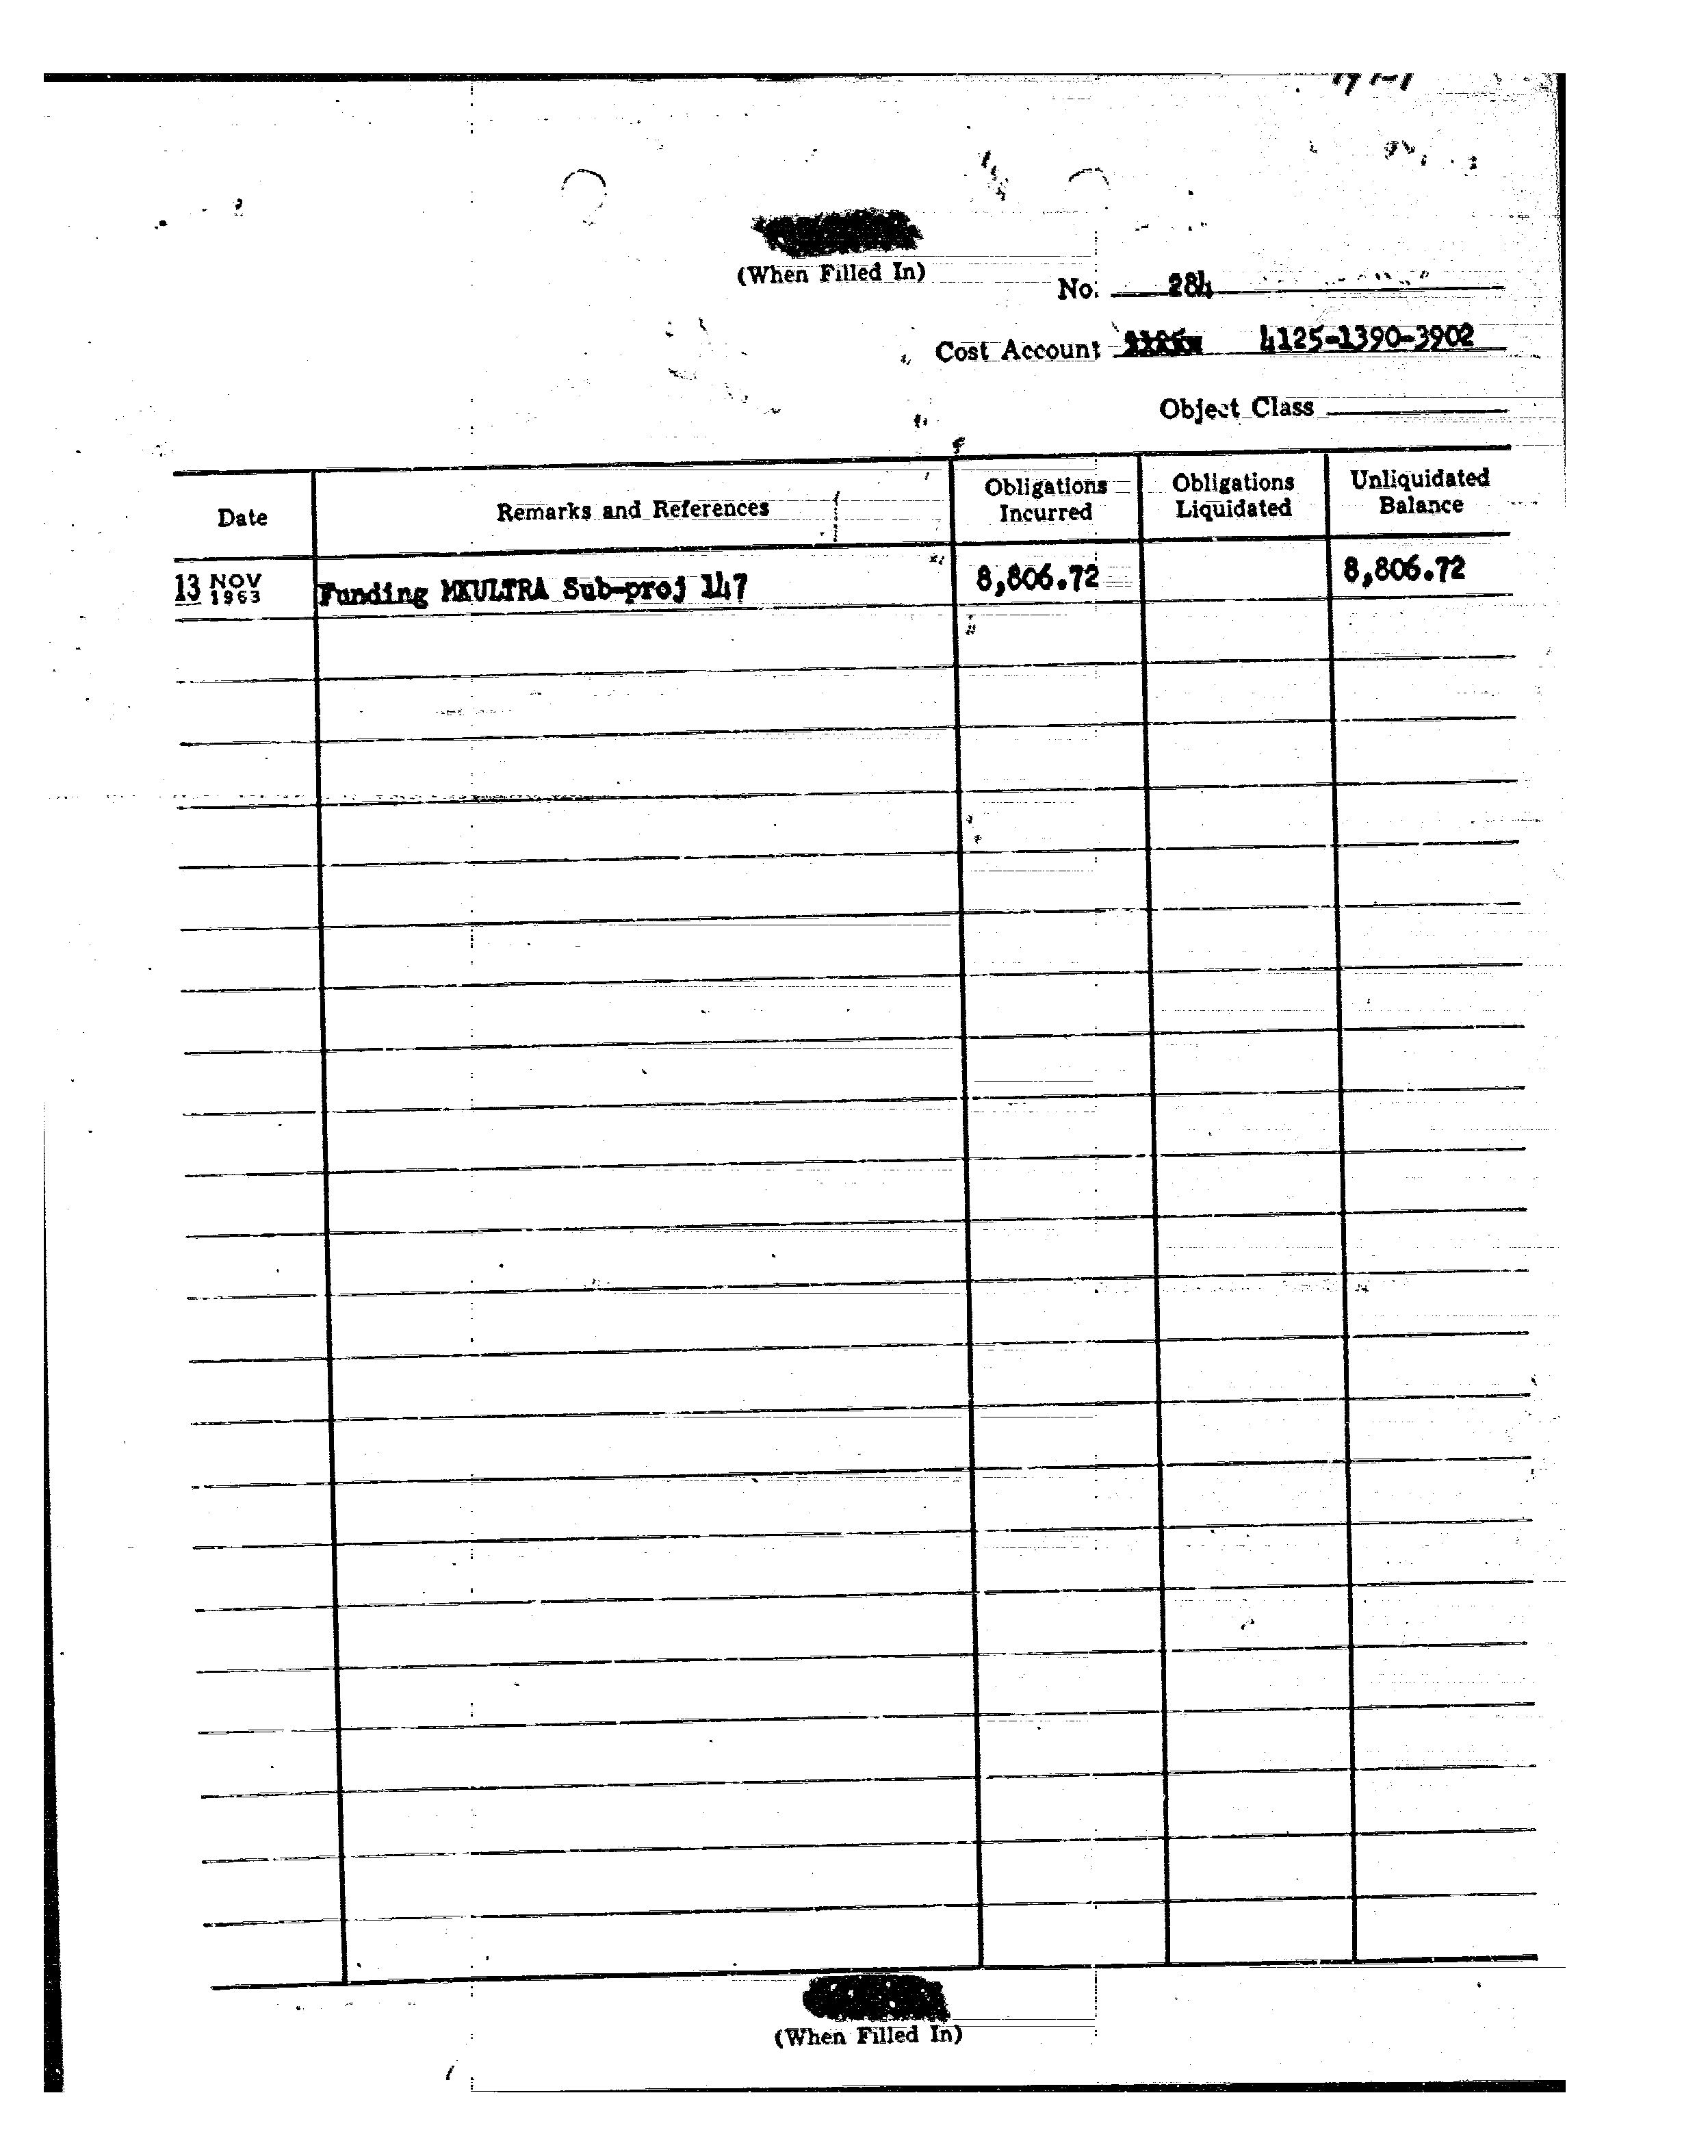 (When Filled In)
No. 284
Cost Account 4125-1390-3902
Object Class
Date
Remarks and References
Obligations Incurred
Obligations Liquidated
Unliquidated Balance
13 NOV 1963 Funding MKULTRA Sub-proj 147 8,806.72 8,806.72
(When Filled In)